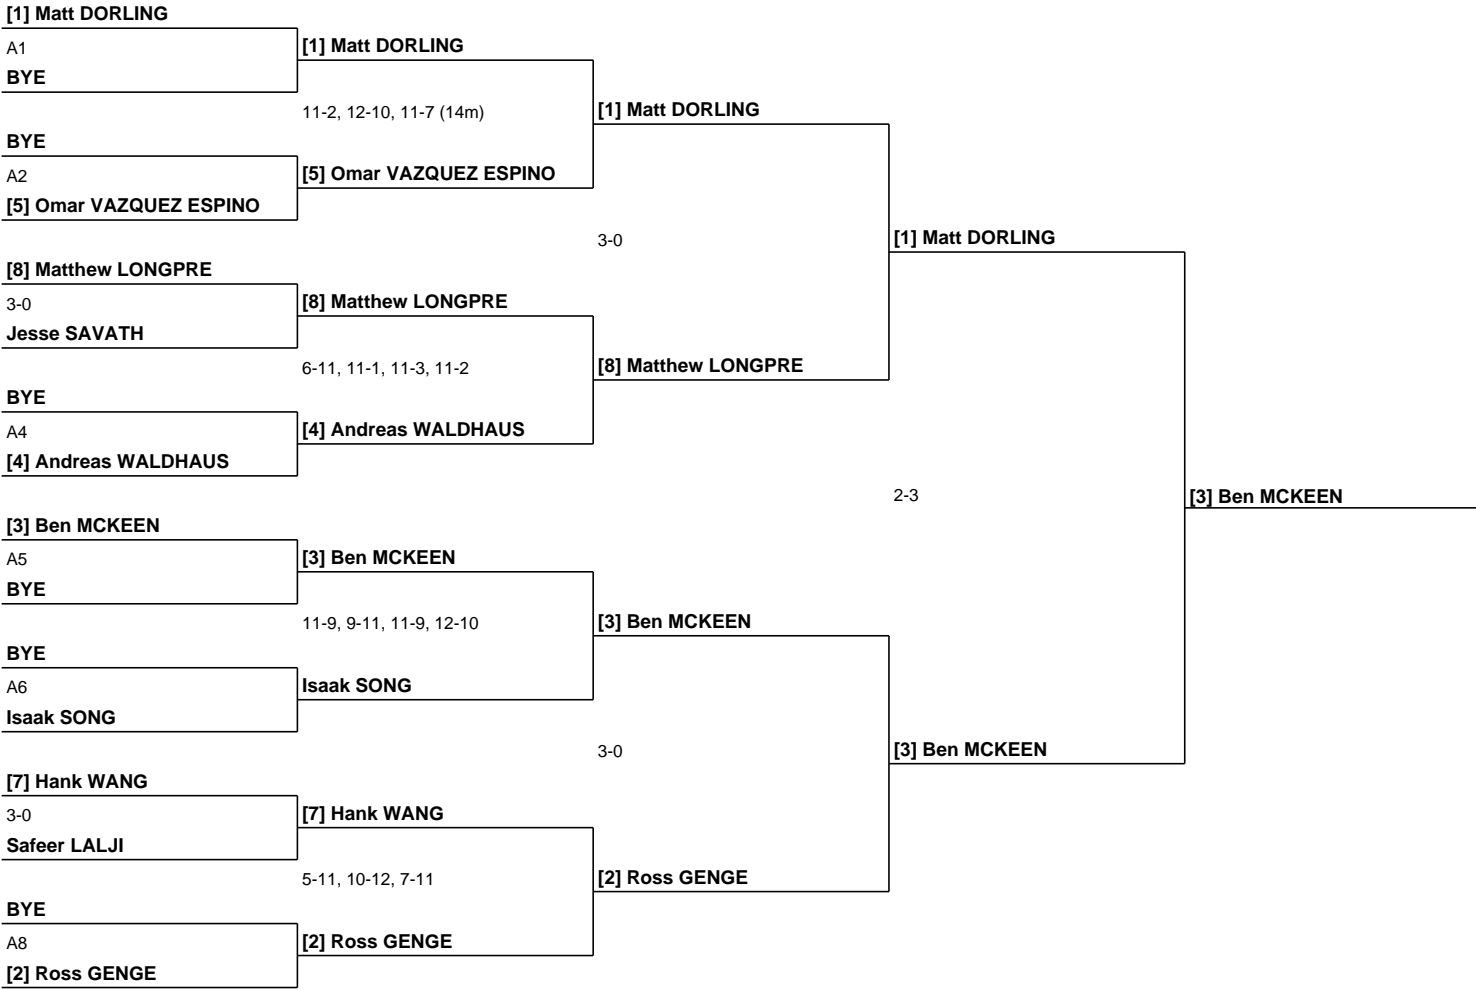 [1] Matt DORLING
A1
BYE
BYE
A2
[5] Omar VAZQUEZ ESPINO
[8] Matthew LONGPRE
3-0
Jesse SAVATH
BYE
A4
[4] Andreas WALDHAUS
[3] Ben MCKEEN
A5
BYE
BYE
A6
Isaak SONG
[7] Hank WANG
3-0
Safeer LALJI
BYE
A8
[2] Ross GENGE
[1] Matt DORLING
11-2, 12-10, 11-7 (14m)
[5] Omar VAZQUEZ ESPINO
[8] Matthew LONGPRE
6-11, 11-1, 11-3, 11-2
[4] Andreas WALDHAUS
[3] Ben MCKEEN
11-9, 9-11, 11-9, 12-10
Isaak SONG
[7] Hank WANG
5-11, 10-12, 7-11
[2] Ross GENGE
[1] Matt DORLING
3-0
[8] Matthew LONGPRE
[3] Ben MCKEEN
3-0
[2] Ross GENGE
[1] Matt DORLING
2-3
[3] Ben MCKEEN
[3] Ben MCKEEN